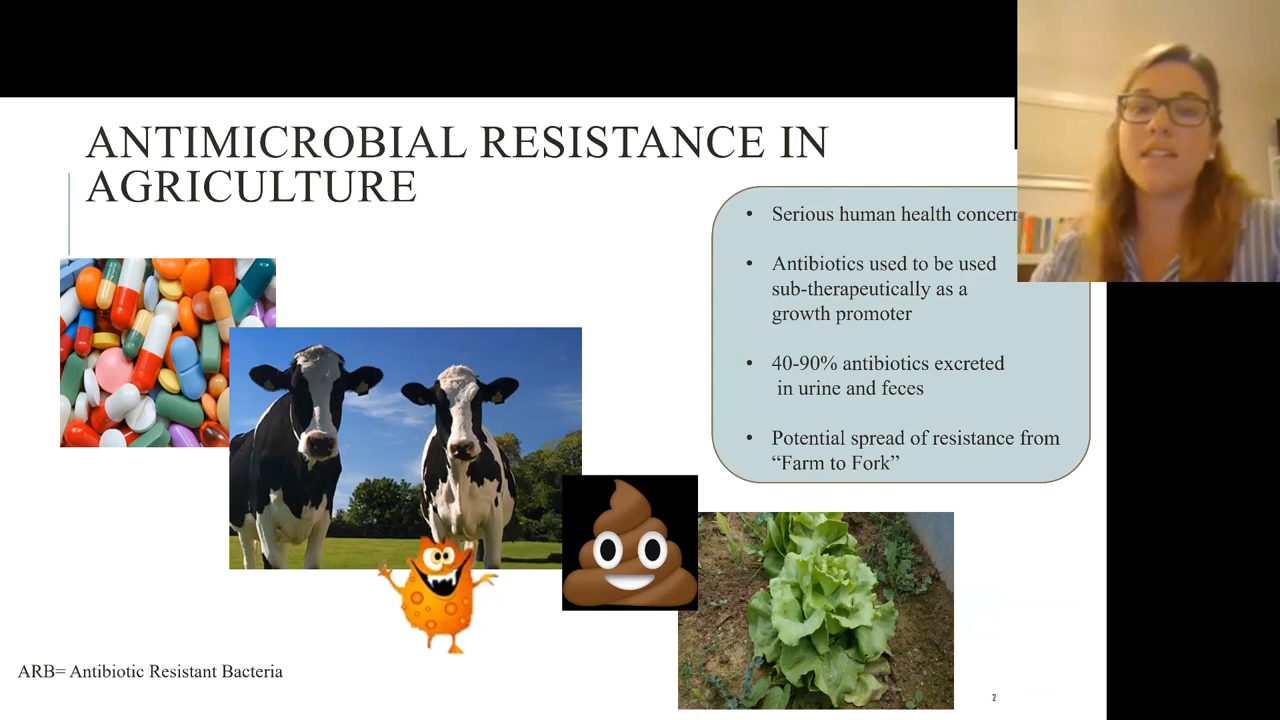 ANTIMICROBIAL RESISTANCE IN
AGRICULTURE
• Serious human health concern
• Antibiotics used to be used
sub-therapeutically as a
growth promoter
• 40-90% antibiotics excreted
in urine and feces
• Potential spread of resistance from
“Farm to Fork”
ARB= Antibiotic Resistant Bacteria
2